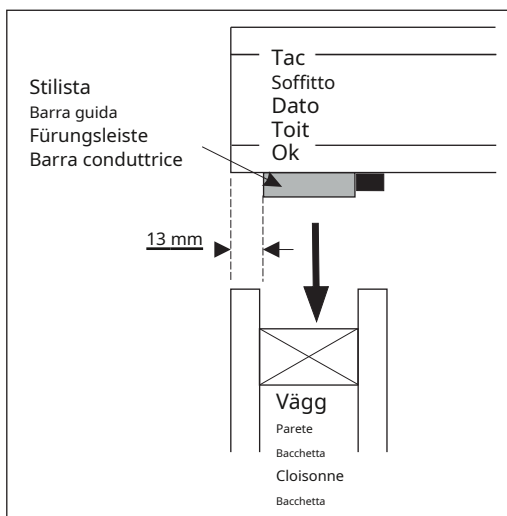 Tac
Soffitto
Dato
Toit
Ok
Stilista
Barra guida
Fürungsleiste
Barra conduttrice
13 mm
Vägg
Parete
Bacchetta
Cloisonne
Bacchetta